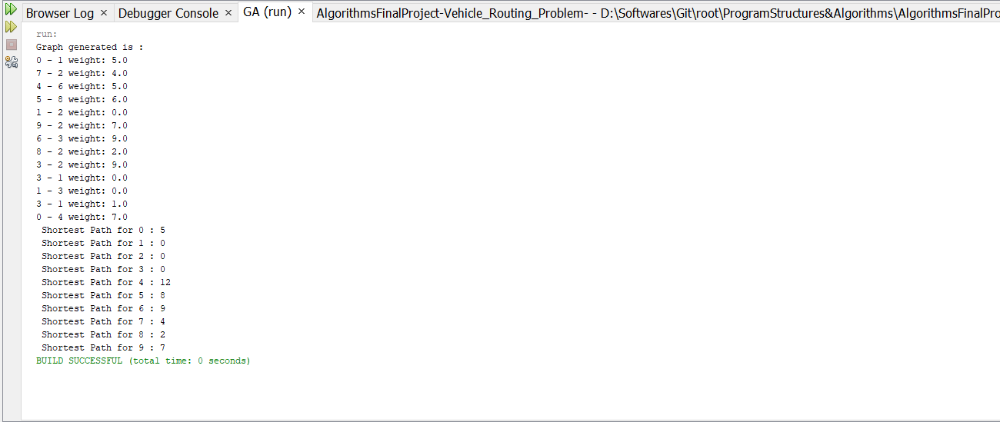 Browser Log × Debugger Console × GA (run) × AlgorithmsFinalProject-Vehicle_Routing_Problem- - D:\Softwares\Git\root\ProgramStructures&Algorithms\AlgorithmsFinalPro
run:
Graph generated is :
0 - 1 weight: 5.0
7 - 2 weight: 4.0
4 - 6 weight: 5.0
5 - 8 weight: 6.0
1 - 2 weight: 0.0
9 - 2 weight: 7.0
6 - 3 weight: 9.0
8 - 2 weight: 2.0
3 - 2 weight: 9.0
3 - 1 weight: 0.0
1 - 3 weight: 0.0
3 - 1 weight: 1.0
0 - 4 weight: 7.0
Shortest Path for 0 : 5
Shortest Path for 1 : 0
Shortest Path for 2 : 0
Shortest Path for 3 : 0
Shortest Path for 4 : 12
Shortest Path for 5 : 8
Shortest Path for 6 : 9
Shortest Path for 7 : 4
Shortest Path for 8 : 2
Shortest Path for 9 : 7
BUILD SUCCESSFUL (total time: 0 seconds)